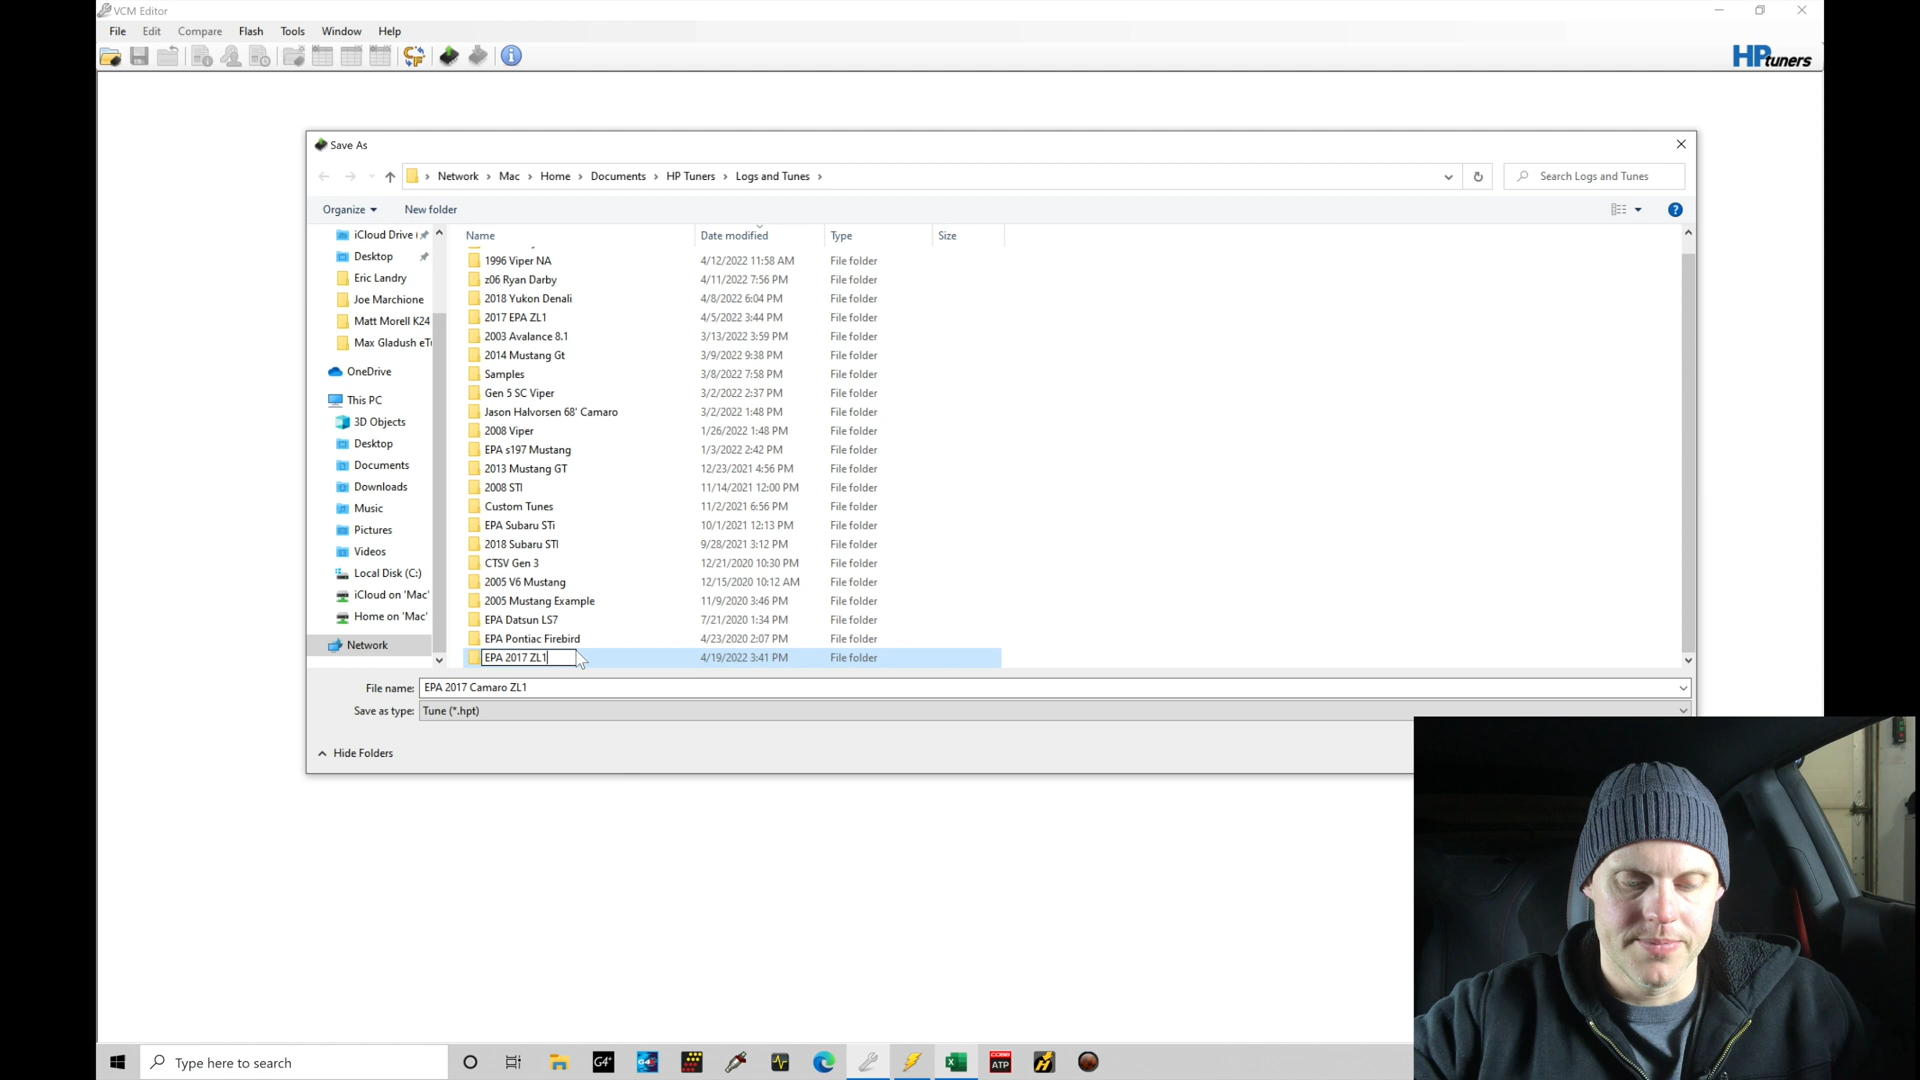 VCM Editor
File Edit Compare Flash Tools Window Help
HPtuners
Save As
Network Mac Home Documents HP Tuners Logs and Tunes
Search Logs and Tunes
Organize New folder
iCloud Drive (
Desktop
Eric Landry
Joe Marchione
Matt Morell K24
Max Gladush eT
OneDrive
This PC
3D Objects
Desktop
Documents
Downloads
Music
Pictures
Videos
Local Disk (C:)
iCloud on 'Mac'
Home on 'Mac'
Network
Name Date modified Type Size
1996 Viper NA 4/12/2022 11:58 AM File folder
z06 Ryan Darby 4/11/2022 7:56 PM File folder
2018 Yukon Denali 4/8/2022 6:04 PM File folder
2017 EPA ZL1 4/5/2022 3:44 PM File folder
2003 Avalance 8.1 3/13/2022 3:59 PM File folder
2014 Mustang Gt 3/9/2022 9:38 PM File folder
Samples 3/8/2022 7:58 PM File folder
Gen 5 SC Viper 3/2/2022 2:37 PM File folder
Jason Halvorsen 68' Camaro 3/2/2022 1:48 PM File folder
2008 Viper 1/26/2022 1:48 PM File folder
EPA s197 Mustang 1/3/2022 2:42 PM File folder
2013 Mustang GT 12/23/2021 4:56 PM File folder
2008 STI 11/14/2021 12:00 PM File folder
Custom Tunes 11/2/2021 6:56 PM File folder
EPA Subaru STi 10/1/2021 12:13 PM File folder
2018 Subaru STI 9/28/2021 3:12 PM File folder
CTSV Gen 3 12/21/2020 10:30 PM File folder
2005 V6 Mustang 12/15/2020 10:12 AM File folder
2005 Mustang Example 11/9/2020 3:46 PM File folder
EPA Datsun LS7 7/21/2020 1:34 PM File folder
EPA Pontiac Firebird 4/23/2020 2:07 PM File folder
EPA 2017 ZL1 4/19/2022 3:41 PM File folder
File name: EPA 2017 Camaro ZL1
Save as type: Tune (*.hpt)
Hide Folders
Type here to search
G4+
COBB
ATP